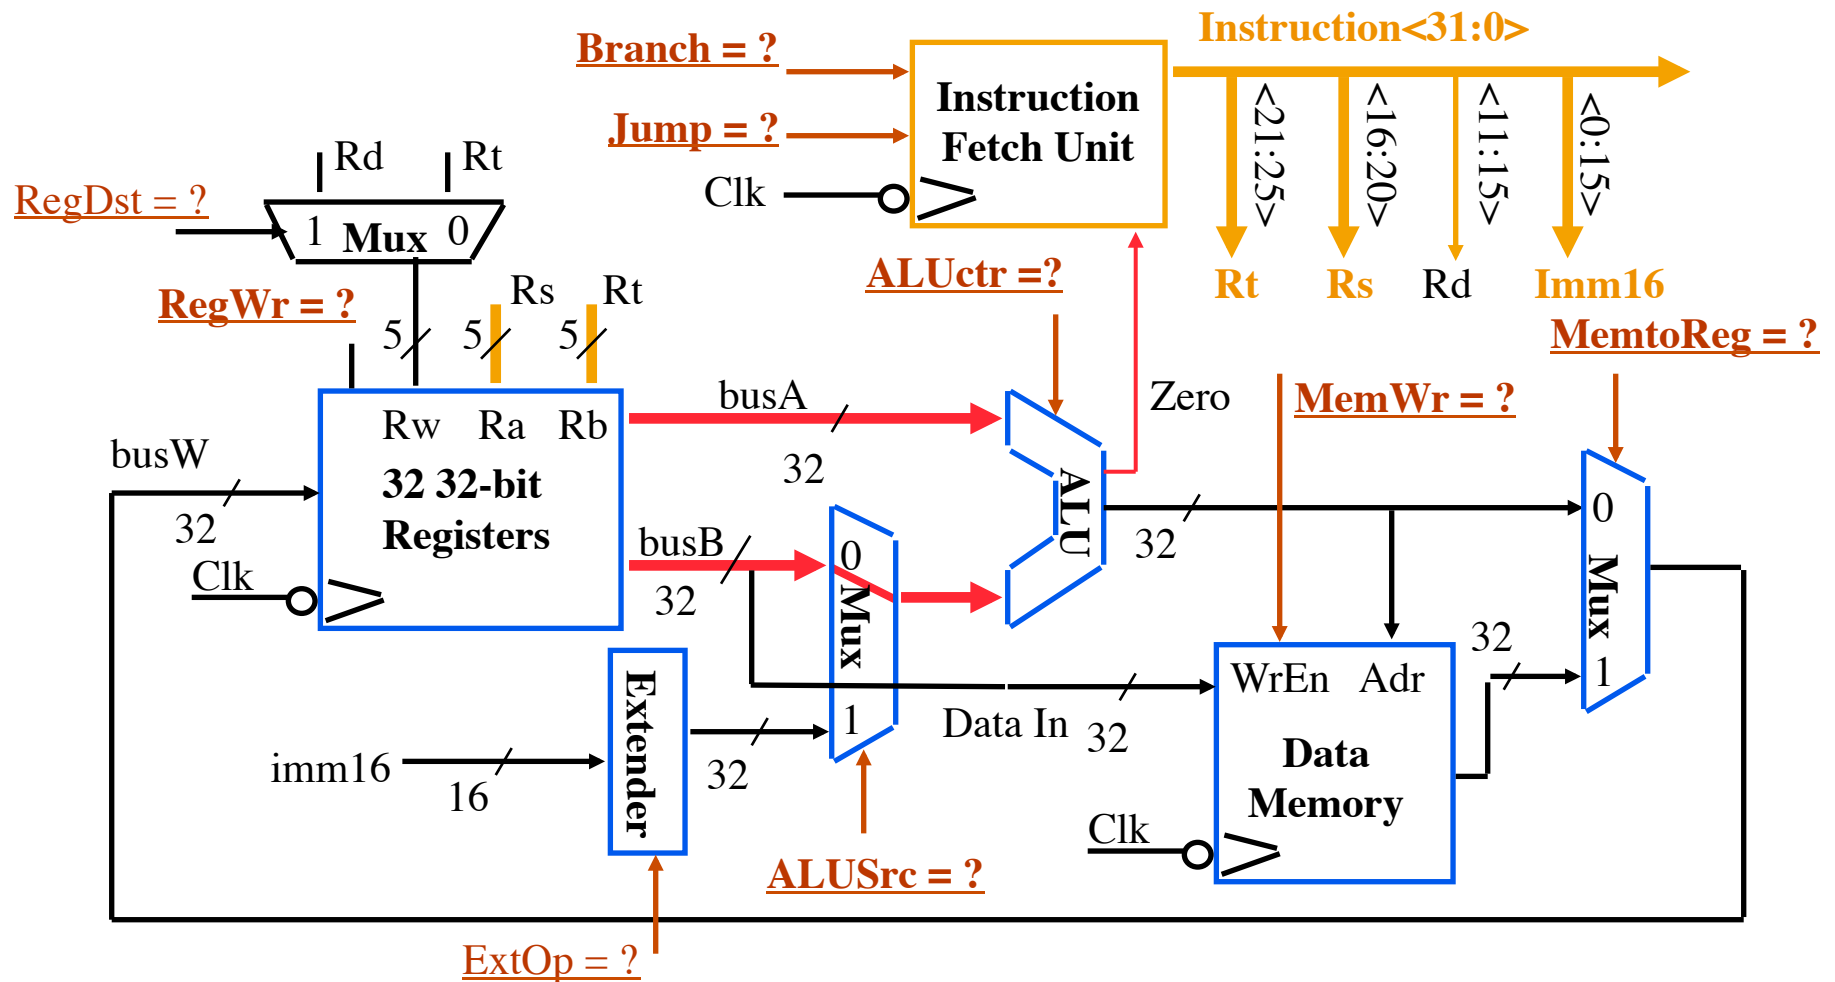 Instruction<31:0>
Branch = ?
Instruction
Fetch Unit
<21:25>
<16:20>
<11:15>
<0:15>
Jump = ?
Rd
Rt
Clk
RegDst = ?
1
Mux
0
ALUctr =?
Rt
Rs
Rd
Imm16
RegWr = ?
Rs
Rt
5
5
5
MemtoReg = ?
busA
Zero
MemWr = ?
Rw
Ra
Rb
busW
32
32 32-bit
Registers
32
ALU
0
busB
0
32
32
Mux
Clk
32
Mux
32
WrEn
Adr
1
Extender
1
Data In
32
imm16
16
32
Data
Memory
Clk
ALUSrc = ?
ExtOp = ?